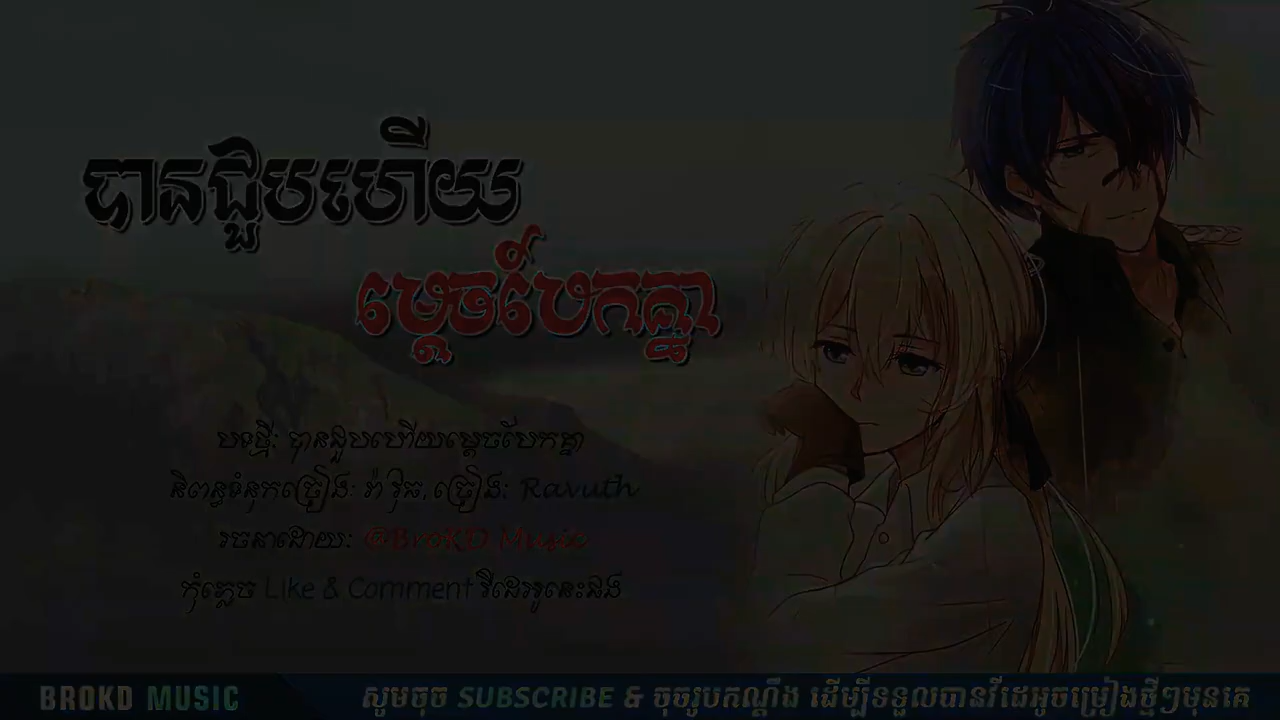 បានជួបហើយ
ម្ដេចបែកគ្នា
បទថ្មីៈ បានជួបហើយម្ដេចបែកគ្នា
និពន្ធទំនុកច្រៀងៈ រ៉ា វុិធ, ច្រៀងៈ Ravuth
រចនាដោយៈ @BroKD Music
កុំភ្លេច Like & Comment វីដេអូនេះផង
BROKD MUSIC
សូមចុច SUBSCRIBE & ចុចរូបកណ្ដឹង ដើម្បីទទួលបានវីដេអូចម្រៀងថ្មីៗមុនគេ